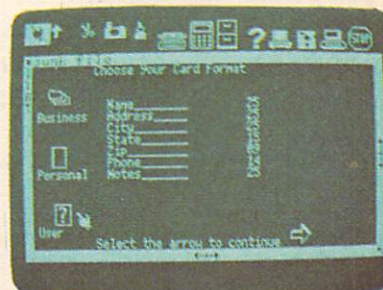 STOP
Choose Your Card Format
Name
Address
City
State
Zip
Phone
Notes
Business
Personal
User
Select the arrow to continue